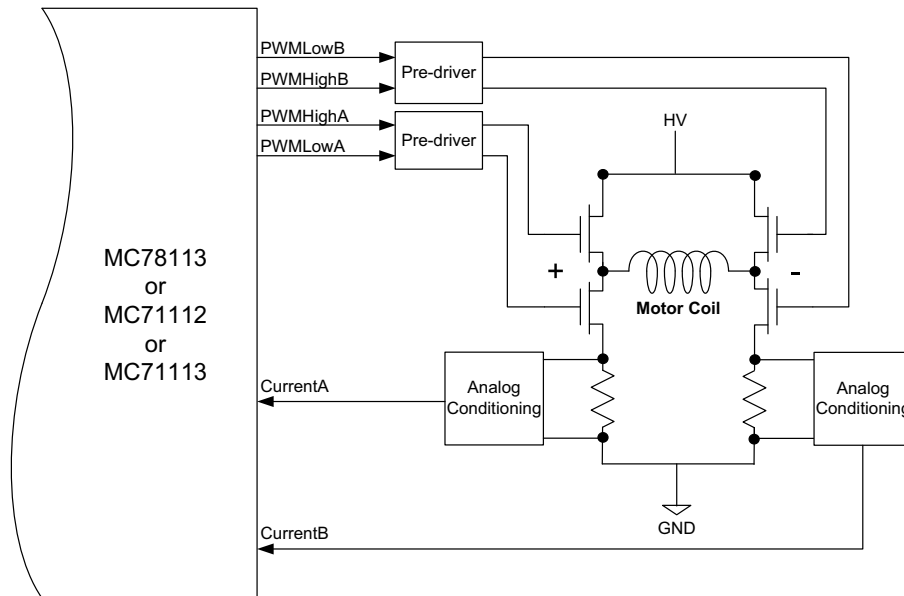 PWMLowB
PWMHighB
PWMHighA
PWMLowA
Pre-driver
Pre-driver
HV
MC78113
or
MC71112
or
MC71113
+
-
Motor Coil
CurrentA
Analog
Conditioning
Analog
Conditioning
GND
CurrentB